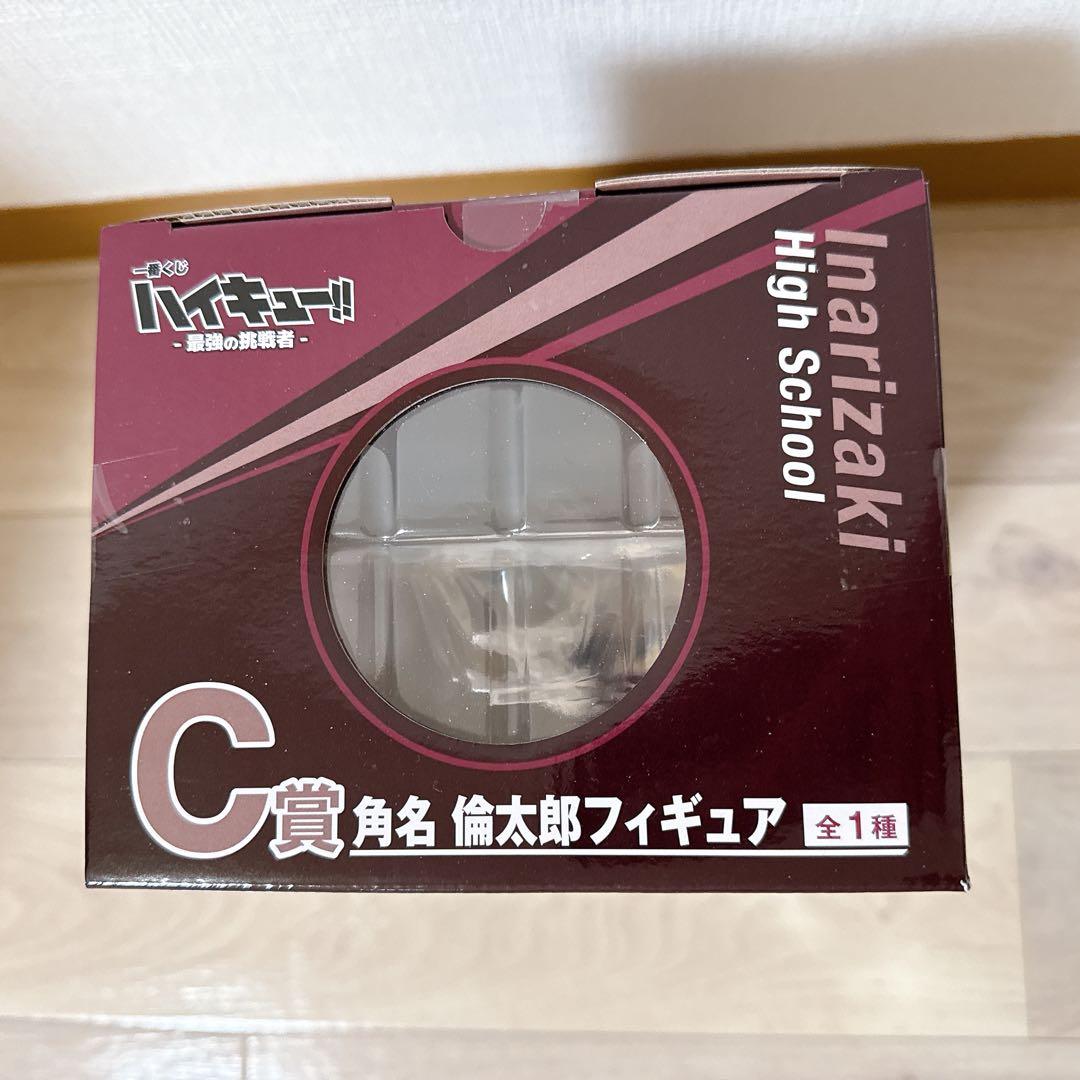 一番くじ
ハイキュー!!
-最強の挑戦者-
Inarizaki
High School
C賞 角名 倫太郎フィギュア 全1種